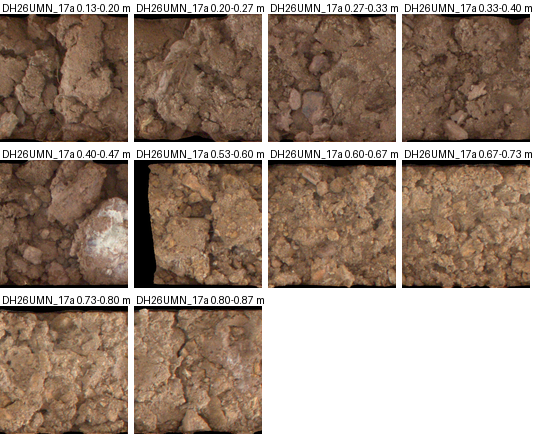 DH26UMN_17a 0.13-0.20 m
DH26UMN_17a 0.20-0.27 m
DH26UMN_17a 0.27-0.33 m
DH26UMN_17a 0.33-0.40 m
DH26UMN_17a 0.40-0.47 m
DH26UMN_17a 0.53-0.60 m
DH26UMN_17a 0.60-0.67 m
DH26UMN_17a 0.67-0.73 m
DH26UMN_17a 0.73-0.80 m
DH26UMN_17a 0.80-0.87 m